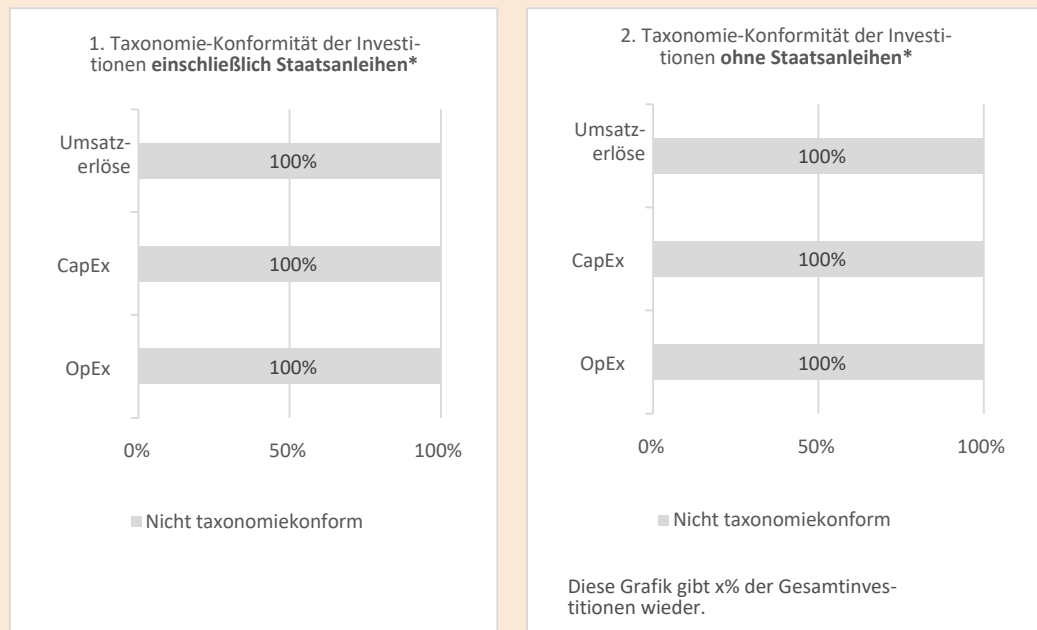 1. Taxonomie-Konformität der Investi-
tionen einschließlich Staatsanleihen*
Umsatz-
erlöse
100%
CapEx
100%
OpEx
100%
0%
50%
100%
Nicht taxonomiekonform
2. Taxonomie-Konformität der Investi-
tionen ohne Staatsanleihen*
Umsatz-
erlöse
100%
CapEx
100%
OpEx
100%
0%
50%
100%
Nicht taxonomiekonform
Diese Grafik gibt x% der Gesamtinves-
titionen wieder.